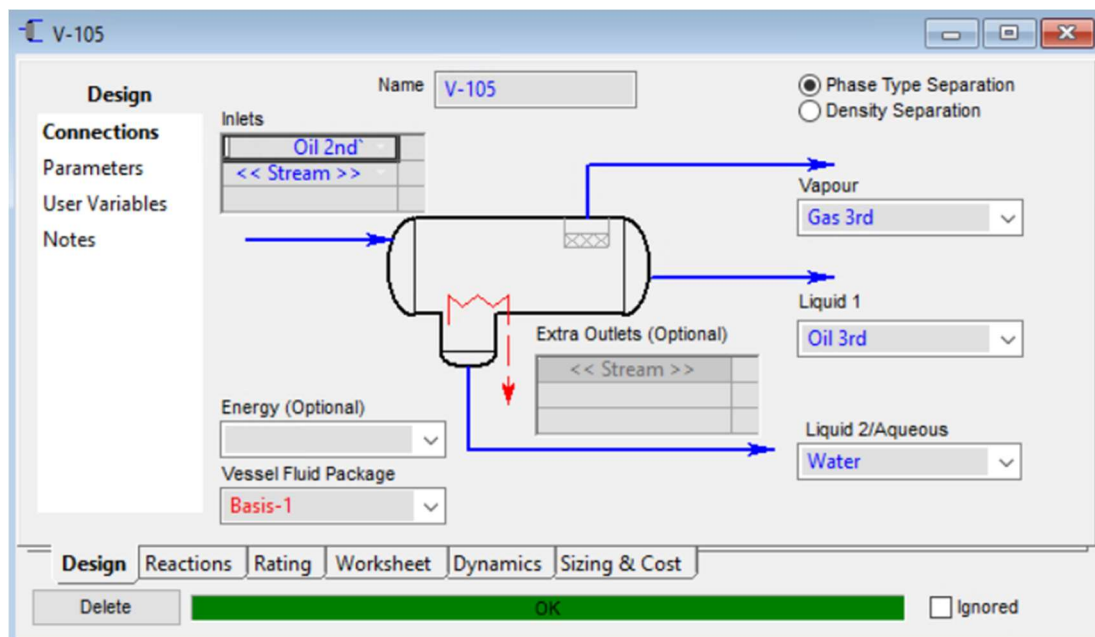 V-105
Design
Connections
Parameters
User Variables
Notes
Name V-105
Phase Type Separation
Density Separation
Inlets
Oil 2nd`
<< Stream >>
Vapour
Gas 3rd
Liquid 1
Oil 3rd
Extra Outlets (Optional)
<< Stream >>
Energy (Optional)
Liquid 2/Aqueous
Water
Vessel Fluid Package
Basis-1
Design Reactions Rating Worksheet Dynamics Sizing & Cost
Delete OK Ignored